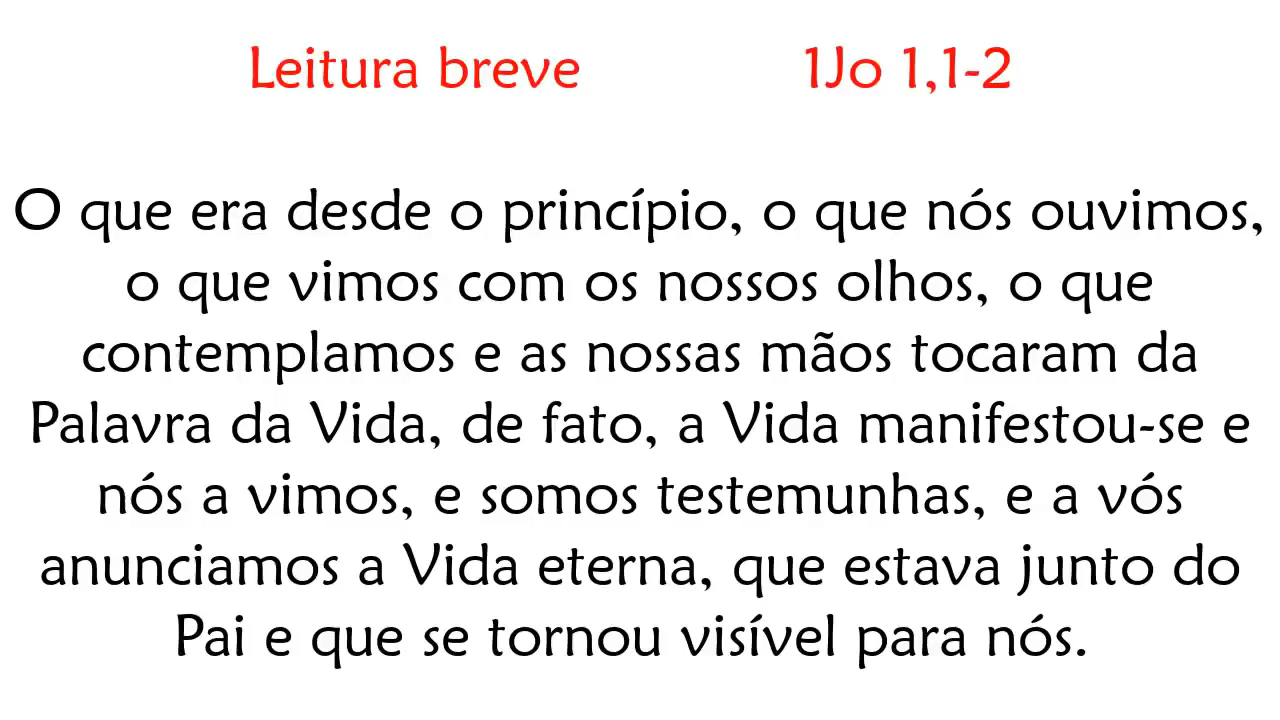 Leitura breve 1Jo 1,1-2
O que era desde o princípio, o que nós ouvimos,
o que vimos com os nossos olhos, o que
contemplamos e as nossas mãos tocaram da
Palavra da Vida, de fato, a Vida manifestou-se e
nós a vimos, e somos testemunhas, e a vós
anunciamos a Vida eterna, que estava junto do
Pai e que se tornou visível para nós.